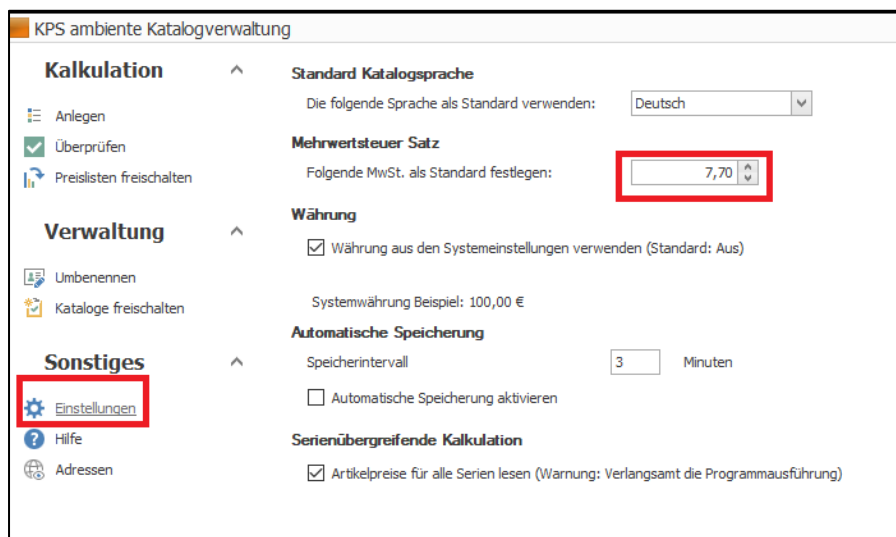 KPS ambiente Katalogverwaltung
Kalkulation
Anlegen
Überprüfen
Preislisten freischalten
Verwaltung
Umbenennen
Kataloge freischalten
Sonstiges
Einstellungen
Hilfe
Adressen
Standard Katalogsprache
Die folgende Sprache als Standard verwenden: Deutsch
Mehrwertsteuer Satz
Folgende MwSt. als Standard festlegen: 7,70
Währung
Währung aus den Systemeinstellungen verwenden (Standard: Aus)
Systemwährung Beispiel: 100,00 €
Automatische Speicherung
Speicherintervall 3 Minuten
Automatische Speicherung aktivieren
Serienübergreifende Kalkulation
Artikelpreise für alle Serien lesen (Warnung: Verlangsamt die Programmausführung)